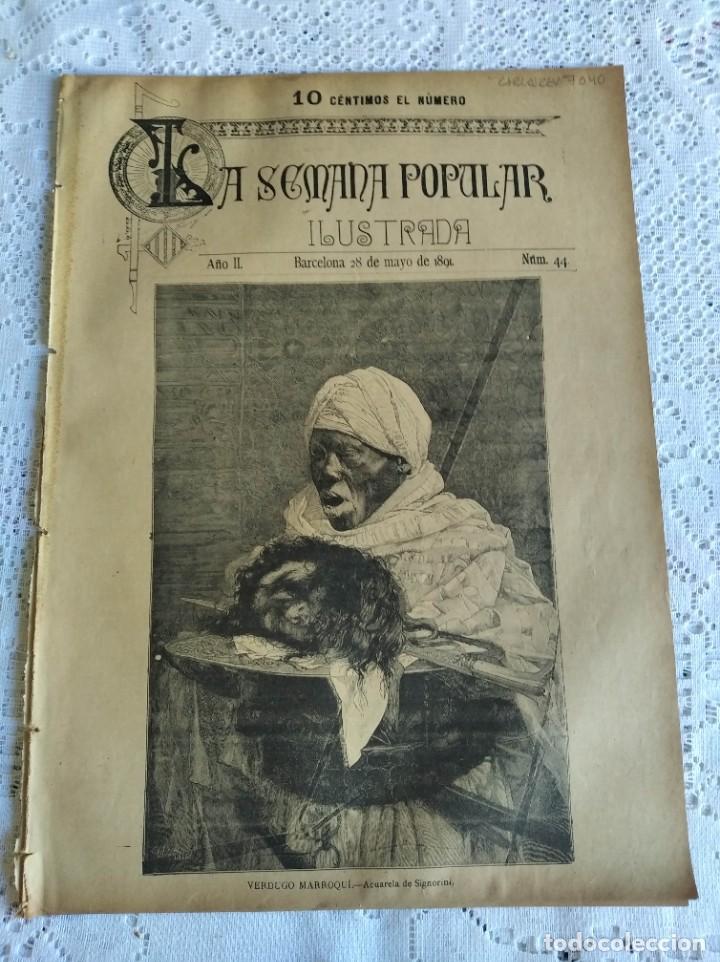 10 CÉNTIMOS EL NÚMERO
LA SEMANA POPULAR
ILUSTRADA
Año II. Barcelona 28 de mayo de 1891. Núm. 44.
VERDUGO MARROQUÍ.—Acuarela de Signorini.
todocoleccion